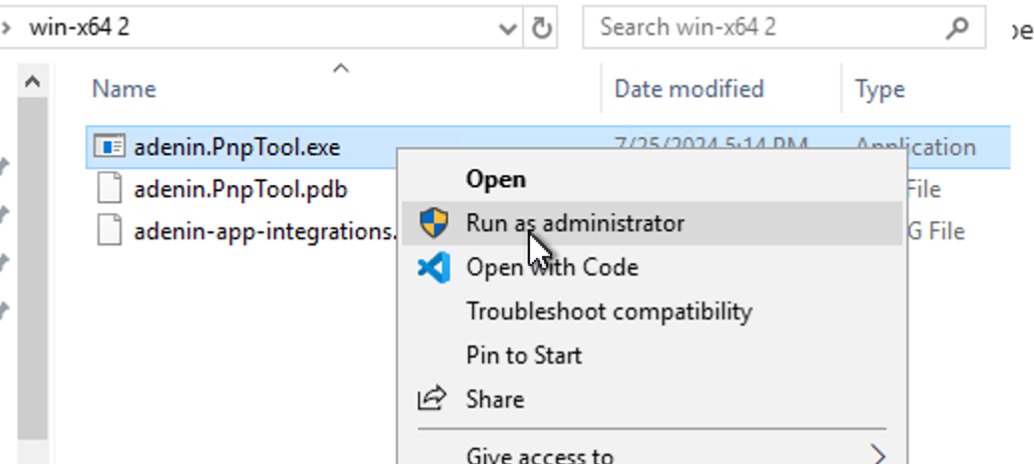 win-x64 2
Search win-x64 2
Name
Date modified
Type
adenin.PnpTool.exe
7/25/2024 5:14 PM
Application
adenin.PnpTool.pdb
File
adenin-app-integrations.
G File
Open
Run as administrator
Open with Code
Troubleshoot compatibility
Pin to Start
Share
Give access to